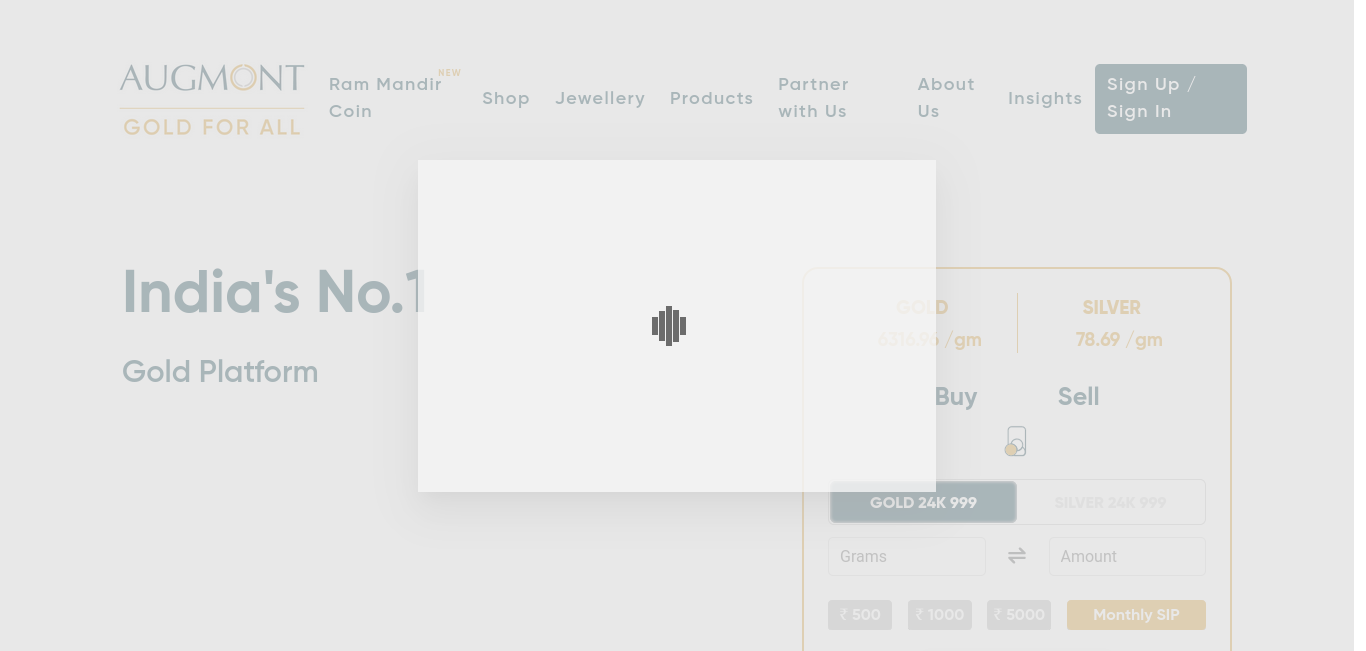 AUGMONT
GOLD FOR ALL
Ram Mandir NEW
Coin
Shop
Jewellery
Products
Partner
with Us
About
Us
Insights
Sign Up /
Sign In
India's No.1
Gold Platform
GOLD
6316.96 /gm
SILVER
78.69 /gm
Buy
Sell
GOLD 24K 999
SILVER 24K 999
Grams
Amount
₹ 500
₹ 1000
₹ 5000
Monthly SIP